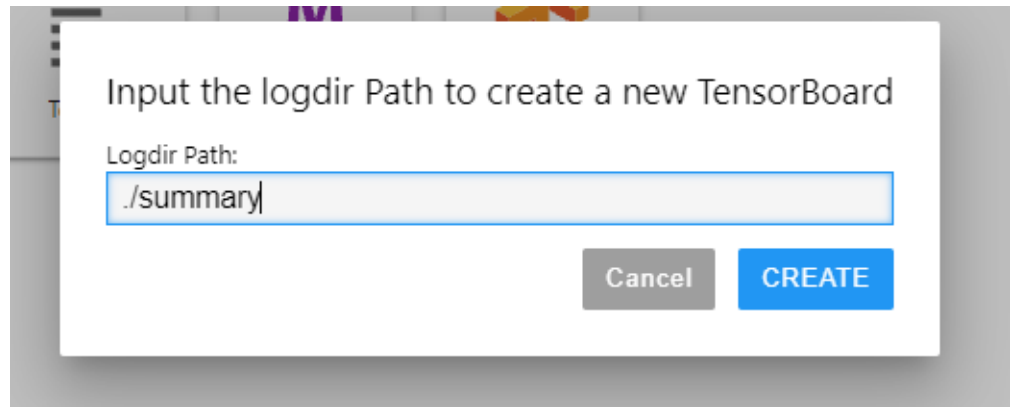 Input the logdir Path to create a new TensorBoard
Logdir Path:
./summary
Cancel
CREATE